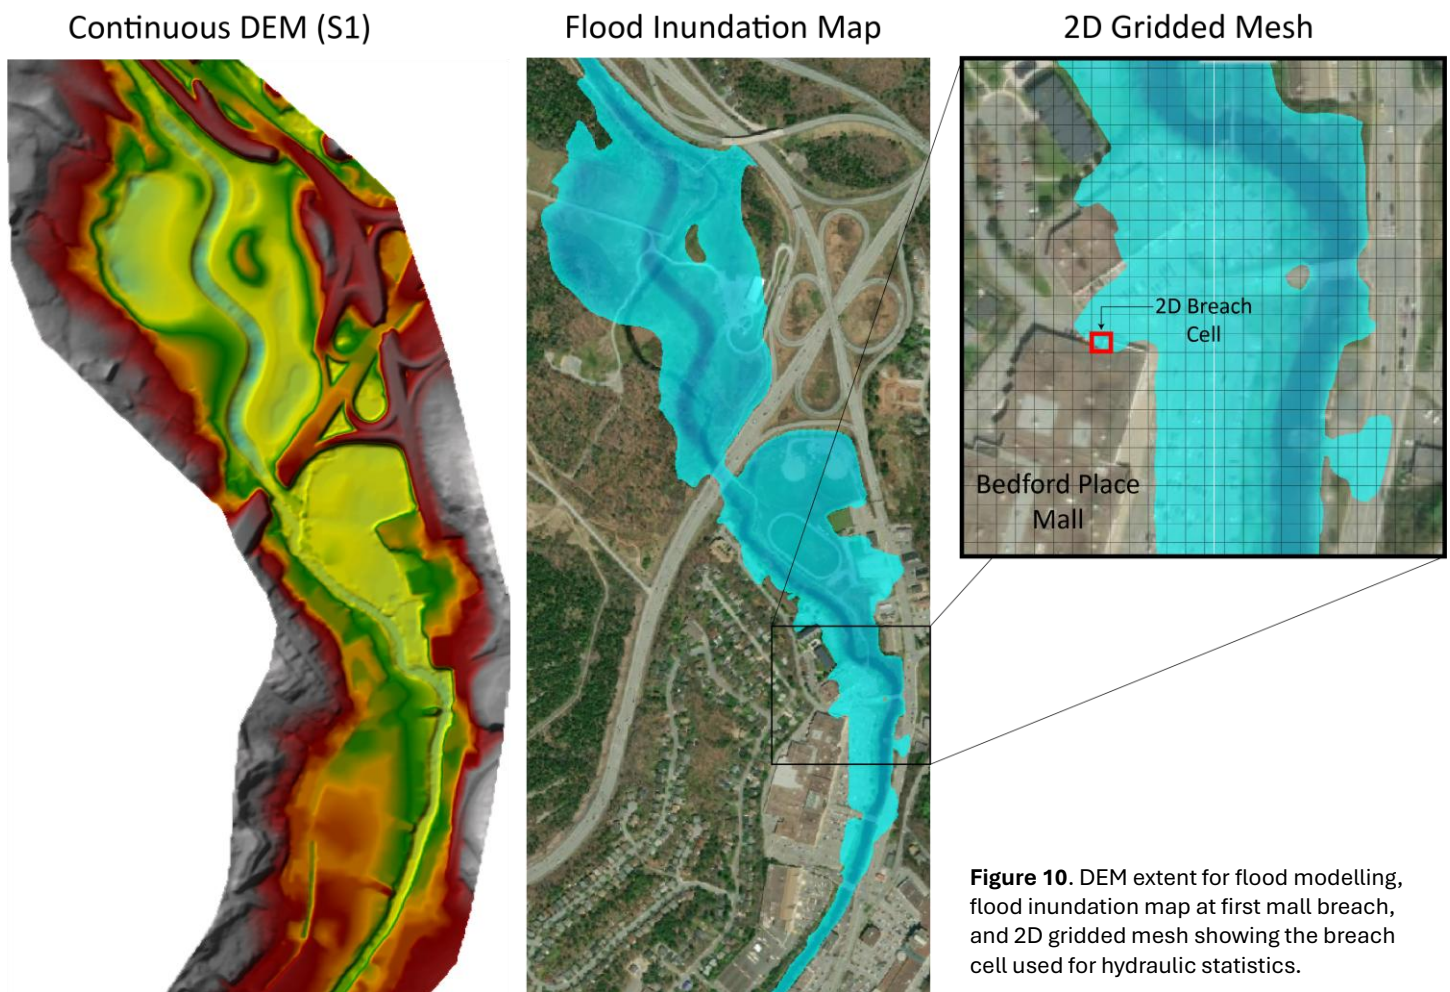 Continuous DEM (S1)
Flood Inundation Map
2D Gridded Mesh
2D Breach
Cell
Bedford Place
Mall
Figure 10. DEM extent for flood modelling,
flood inundation map at first mall breach,
and 2D gridded mesh showing the breach
cell used for hydraulic statistics.